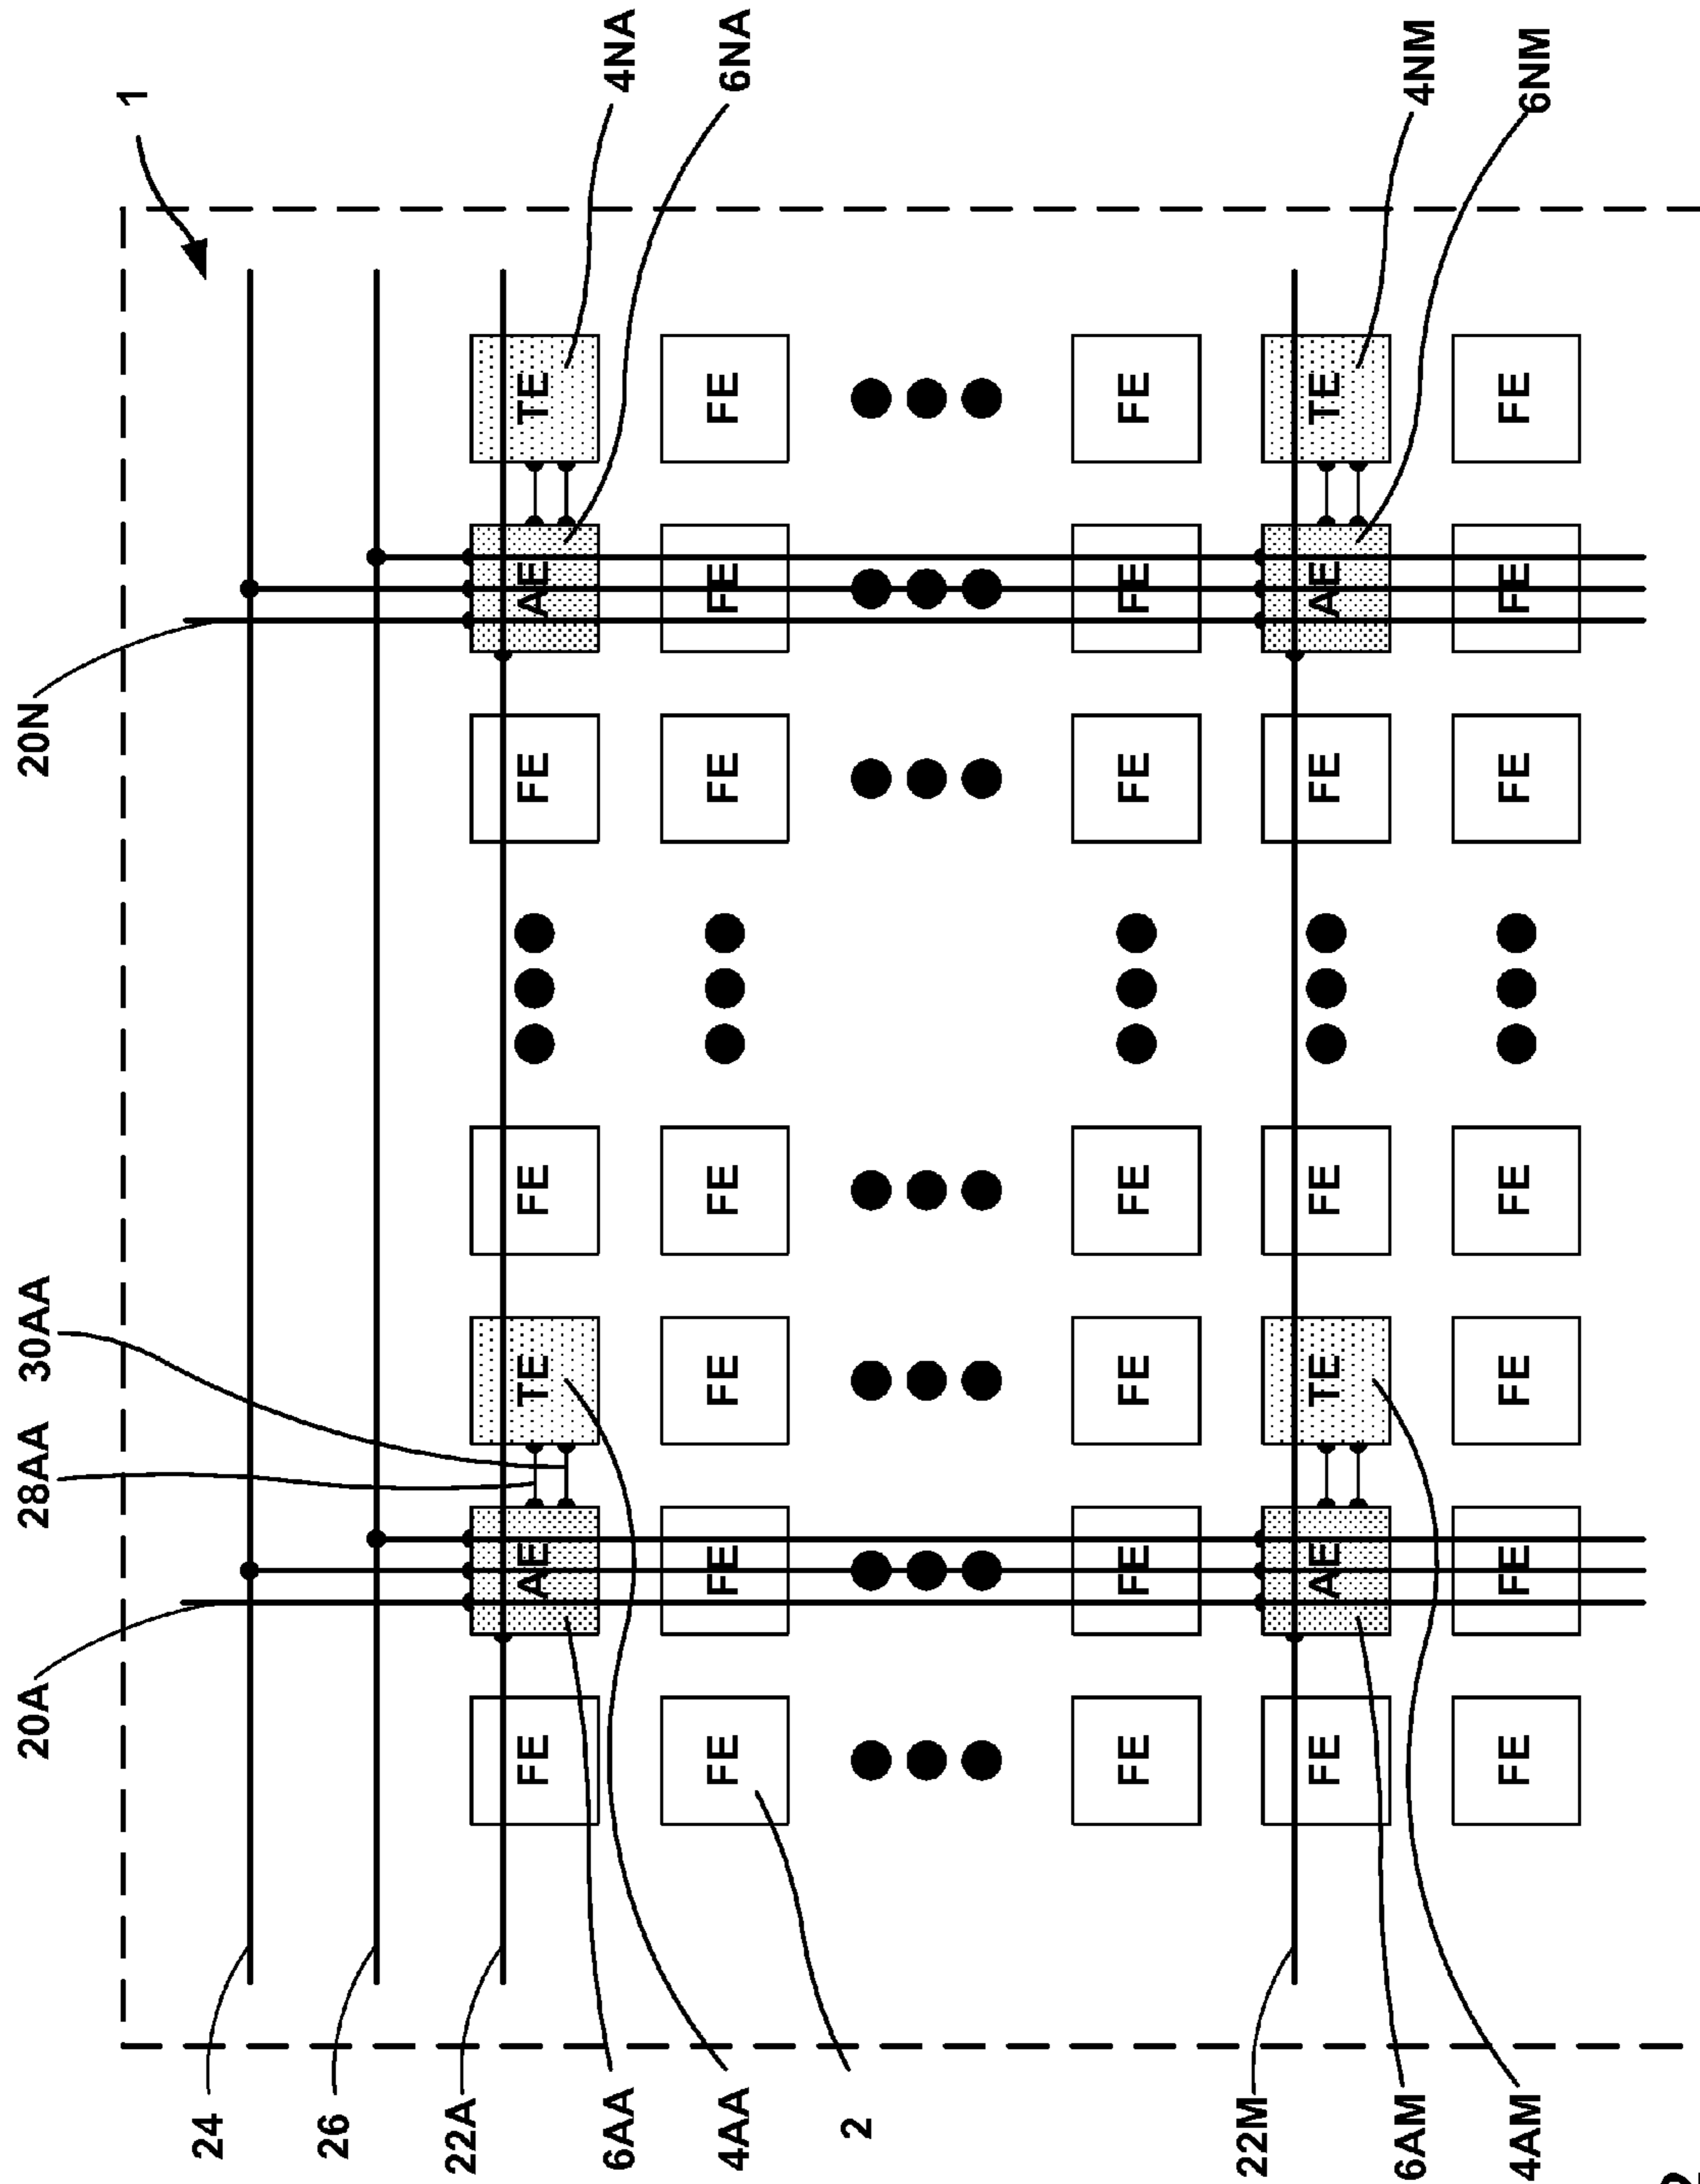 20A 28AA 30AA 20N
1
24
26
22A
FE AE TE FE FE AE TE
6AA 4NA
FE FE FE FE FE FE FE
4AA 6NA
2
FE FE FE FE FE FE FE
22M
FE AE TE FE FE AE TE
6AM 4NM
FE FE FE FE FE FE FE
4AM 6NM